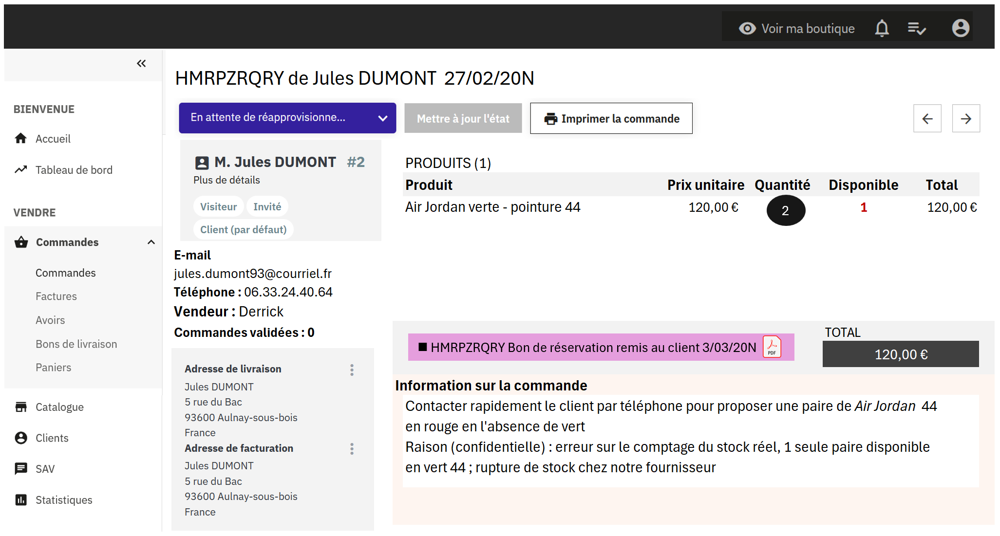 Voir ma boutique
HMRPZRQRY de Jules DUMONT 27/02/20N
BIENVENUE
Accueil
Tableau de bord
VENDRE
Commandes
Commandes
Factures
Avoirs
Bons de livraison
Paniers
Catalogue
Clients
SAV
Statistiques
En attente de réapprovisionne...
Mettre à jour l'état
Imprimer la commande
M. Jules DUMONT #2
Plus de détails
Visiteur Invité
Client (par défaut)
E-mail
jules.dumont93@courriel.fr
Téléphone : 06.33.24.40.64
Vendeur : Derrick
Commandes validées : 0
Adresse de livraison
Jules DUMONT
5 rue du Bac
93600 Aulnay-sous-bois
France
Adresse de facturation
Jules DUMONT
5 rue du Bac
93600 Aulnay-sous-bois
France
PRODUITS (1)
Produit Prix unitaire Quantité Disponible Total
Air Jordan verte - pointure 44 120,00 € 2 1 120,00 €
HMRPZRQRY Bon de réservation remis au client 3/03/20N
PDF
TOTAL
120,00 €
Information sur la commande
Contacter rapidement le client par téléphone pour proposer une paire de Air Jordan 44
en rouge en l'absence de vert
Raison (confidentielle) : erreur sur le comptage du stock réel, 1 seule paire disponible
en vert 44 ; rupture de stock chez notre fournisseur